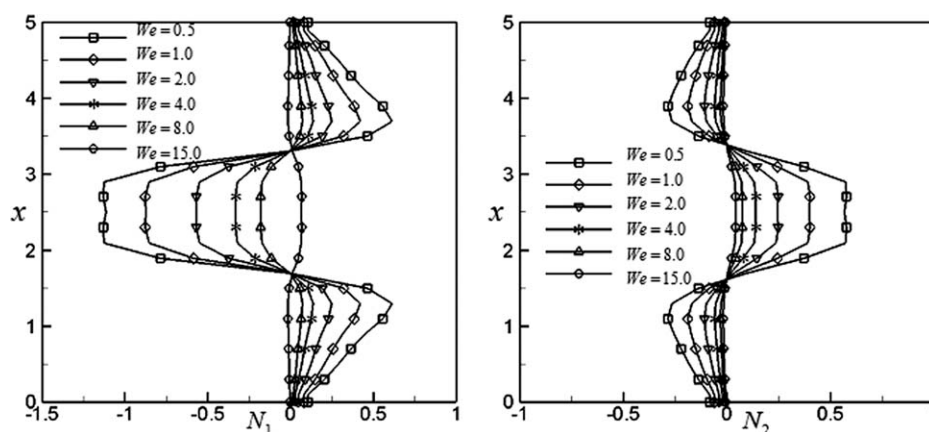 5
We = 0.5
We = 1.0
We = 2.0
We = 4.0
We = 8.0
We = 15.0
4
3
x
2
1
0
-1.5
-1
-0.5
0
N1
0.5
1
5
4
3
We = 0.5
We = 1.0
We = 2.0
We = 4.0
We = 8.0
We = 15.0
x
2
1
0
-1
-0.5
0
N2
0.5